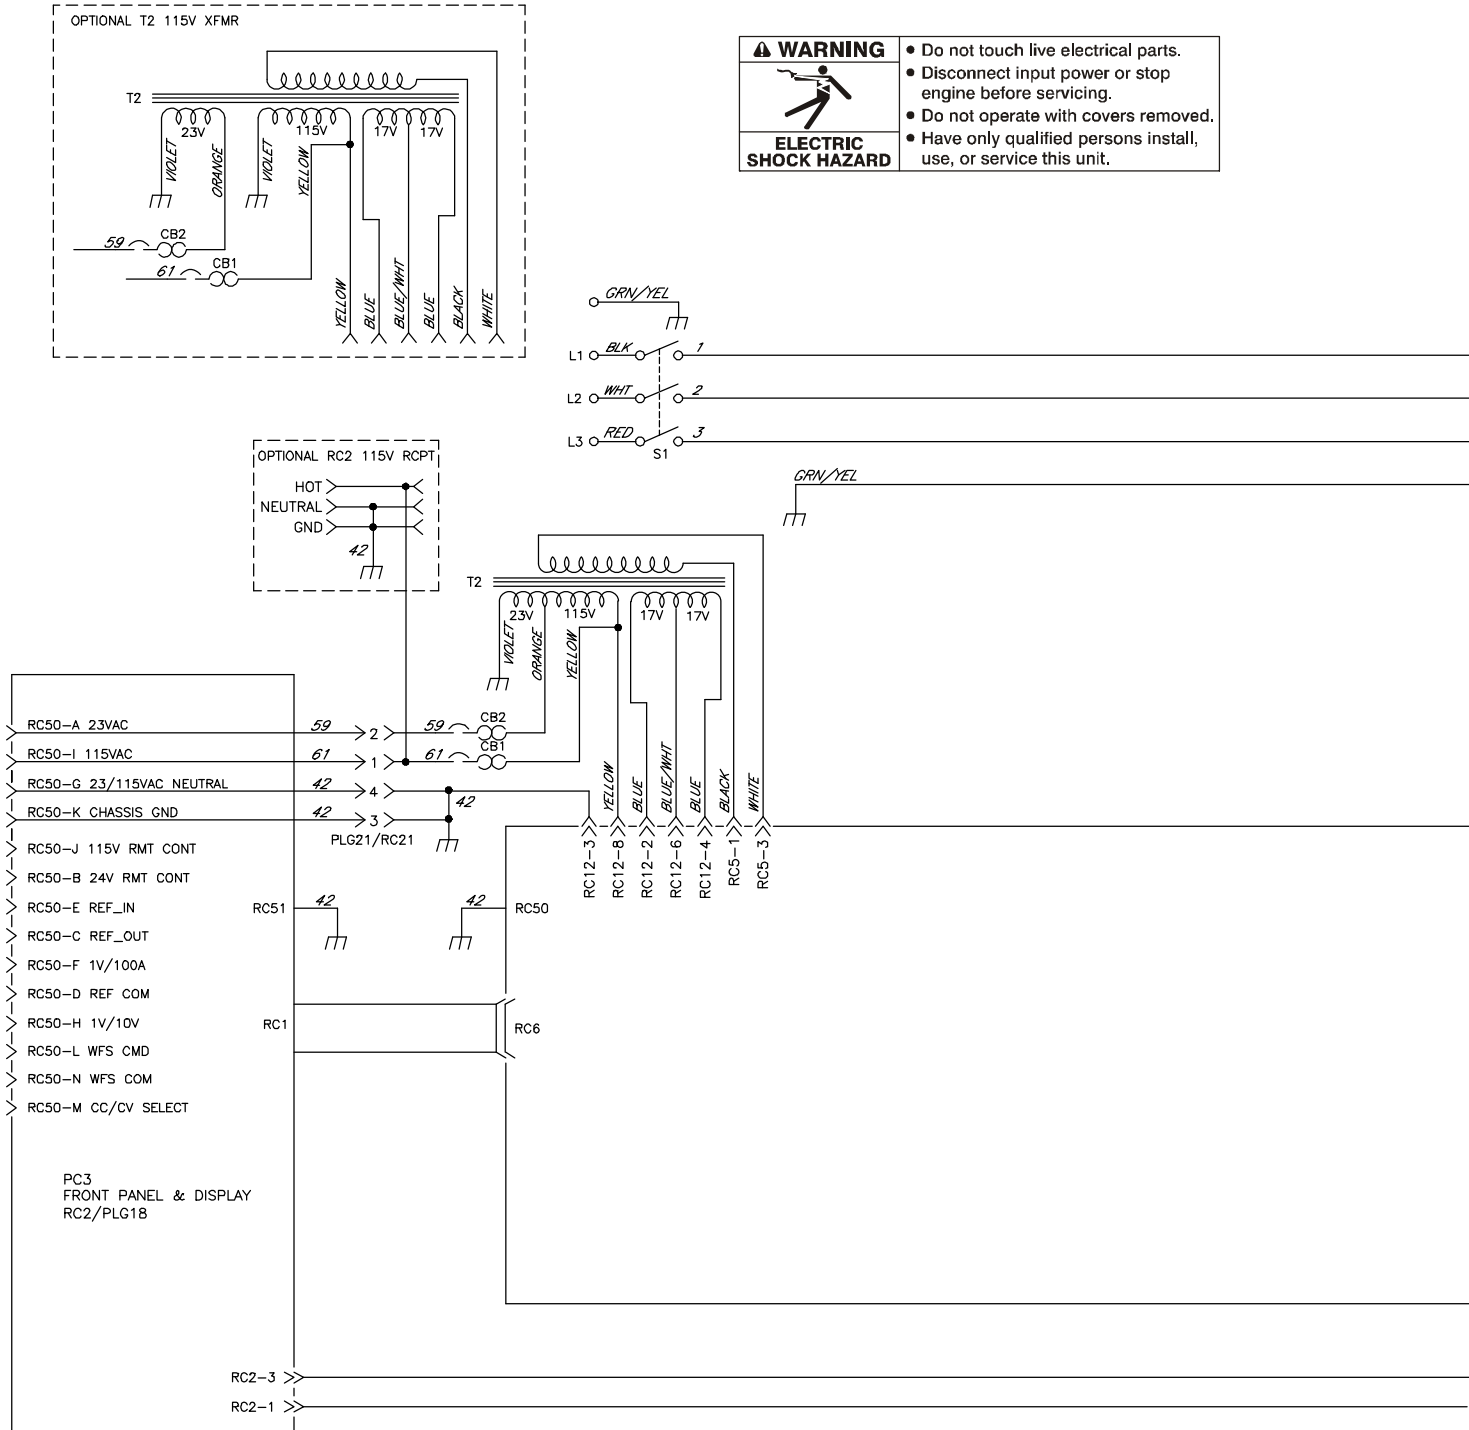 OPTIONAL T2 115V XFMR
T2
23V
115V
17V
17V
VIOLET
ORANGE
VIOLET
YELLOW
59
CB2
61
CB1
YELLOW
BLUE
BLUE/WHT
BLUE
BLACK
WHITE
WARNING
ELECTRIC
SHOCK HAZARD
• Do not touch live electrical parts.
• Disconnect input power or stop
engine before servicing.
• Do not operate with covers removed.
• Have only qualified persons install,
use, or service this unit.
GRN/YEL
L1 BLK 1
L2 WHT 2
L3 RED 3
S1
GRN/YEL
OPTIONAL RC2 115V RCPT
HOT
NEUTRAL
GND
42
T2
23V
115V
17V
17V
VIOLET
ORANGE
YELLOW
YELLOW
BLUE
BLUE/WHT
BLUE
BLACK
WHITE
RC50-A 23VAC 59 2 59 CB2
RC50-I 115VAC 61 1 61 CB1
RC50-G 23/115VAC NEUTRAL 42 4
42
RC50-K CHASSIS GND 42 3
PLG21/RC21
RC12-3
RC12-8
RC12-2
RC12-6
RC12-4
RC5-1
RC5-3
RC50-J 115V RMT CONT
RC50-B 24V RMT CONT
RC50-E REF_IN
RC51 42
42 RC50
RC50-C REF_OUT
RC50-F 1V/100A
RC50-D REF COM
RC50-H 1V/10V
RC1
RC6
RC50-L WFS CMD
RC50-N WFS COM
RC50-M CC/CV SELECT
PC3
FRONT PANEL & DISPLAY
RC2/PLG18
RC2-3
RC2-1